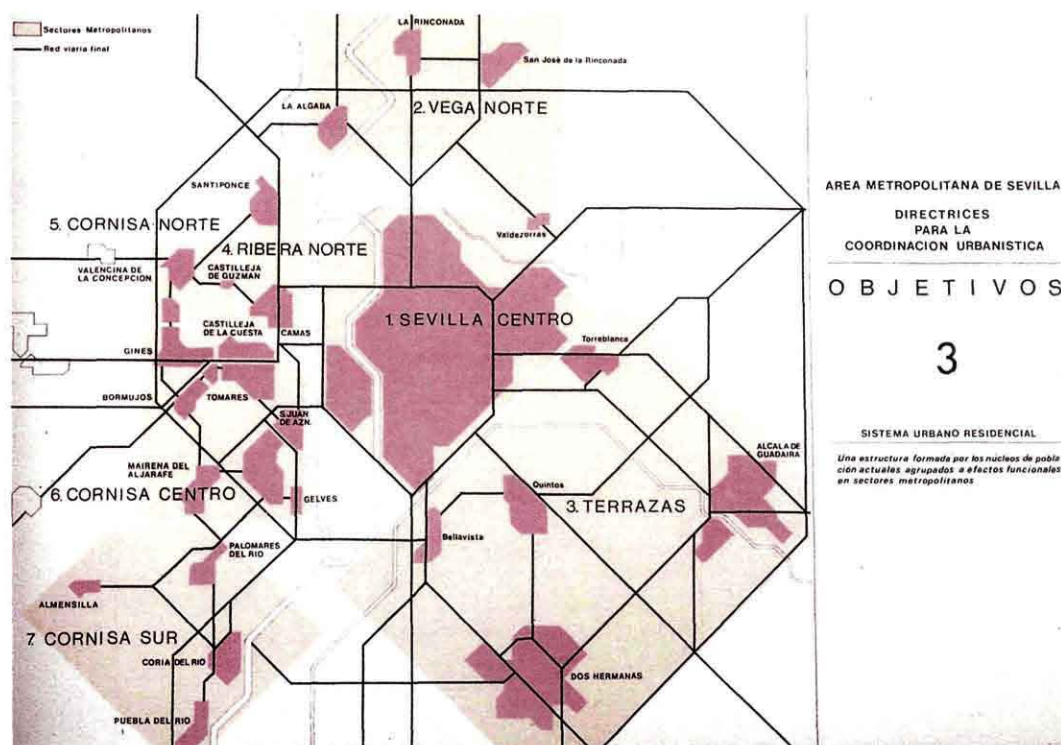 Sectores Metropolitanos
Red viaria final
LA RINCONADA
San José de la Rinconada
LA ALGABA
2. VEGA NORTE
SANTIPONCE
5. CORNISA NORTE
Valdezorras
4. RIBERA NORTE
VALENCINA DE
LA CONCEPCION
CASTILLEJA
DE GUZMAN
CASTILLEJA
DE LA CUESTA
CAMAS
1. SEVILLA CENTRO
Torreblanca
GINES
BORMUJOS
TOMARES
S.JUAN
DE AZN.
MAIRENA DEL
ALJARAFE
ALCALA DE
GUADAIRA
6. CORNISA CENTRO
GELVES
Quintos
3. TERRAZAS
Bellavista
PALOMARES
DEL RIO
ALMENSILLA
7. CORNISA SUR
CORIA DEL RIO
DOS HERMANAS
PUEBLA DEL RIO
AREA METROPOLITANA DE SEVILLA
DIRECTRICES
PARA LA
COORDINACION URBANISTICA
OBJETIVOS
3
SISTEMA URBANO RESIDENCIAL
Una estructura formada por los núcleos de pobla
ción actuales agrupados a efectos funcionales
en sectores metropolitanos